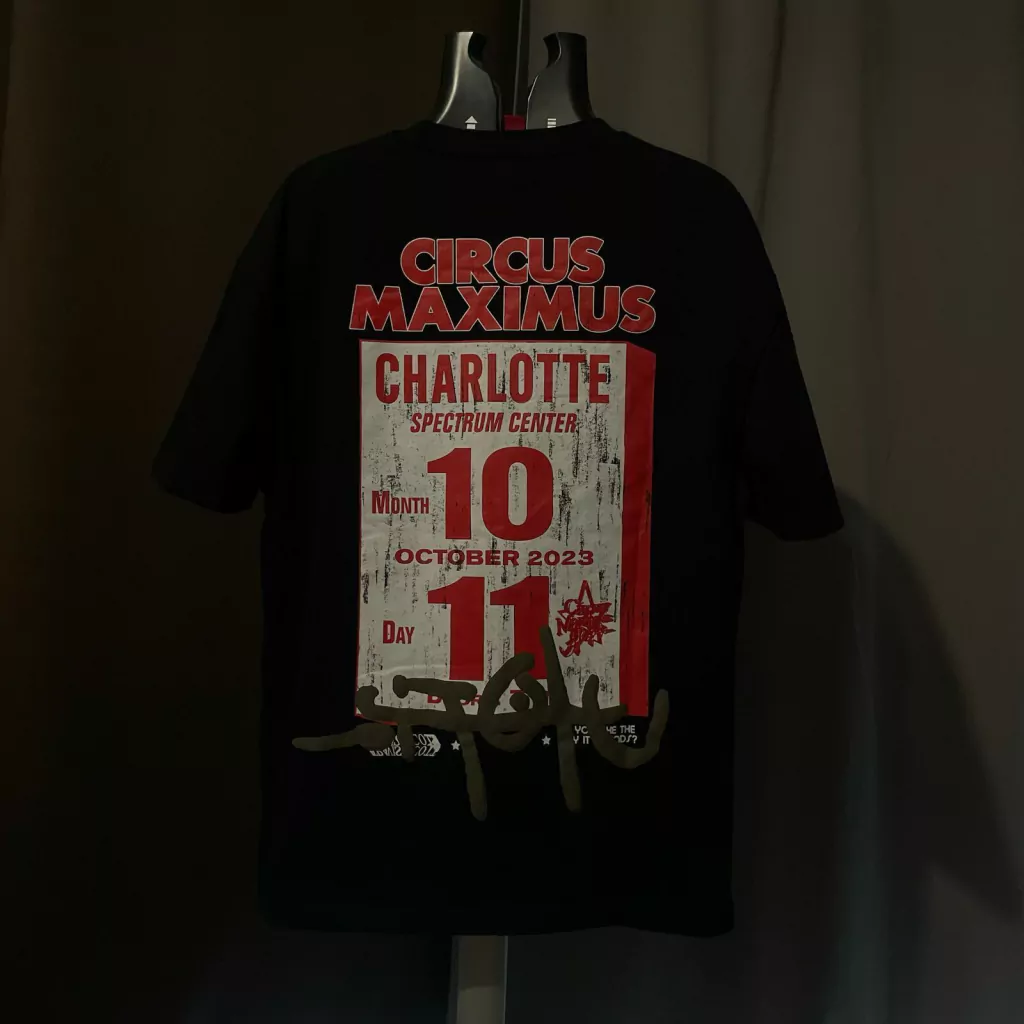 CIRCUS
MAXIMUS
CHARLOTTE
SPECTRUM CENTER
MONTH 10
OCTOBER 2023
DAY 11